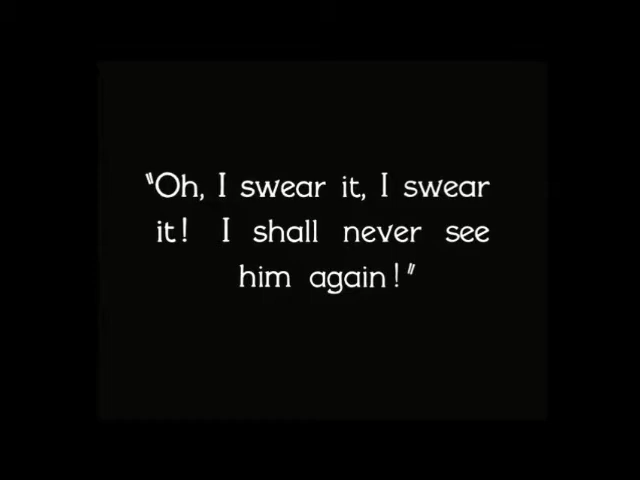 "Oh, I swear it, I swear
it! I shall never see
him again!"